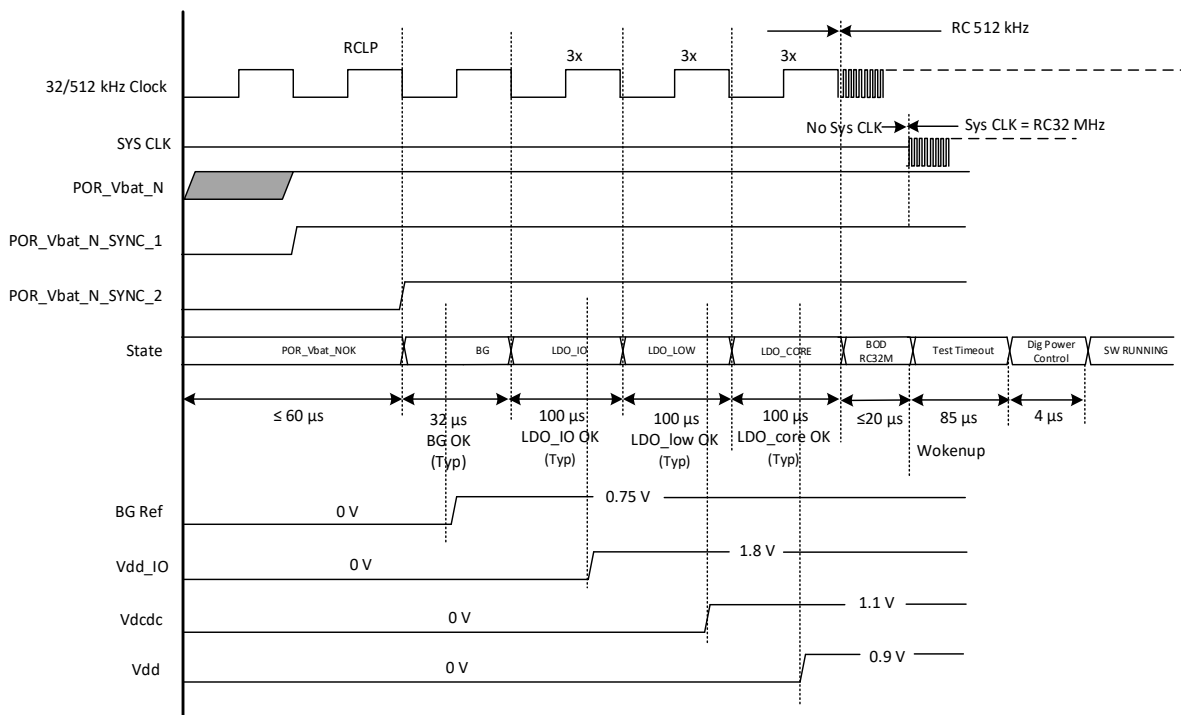 RC 512 kHz
RCLP
3x
3x
3x
32/512 kHz Clock
No Sys CLK
Sys CLK = RC32 MHz
SYS CLK
POR_Vbat_N
POR_Vbat_N_SYNC_1
POR_Vbat_N_SYNC_2
State
POR_Vbat_NOK
BG
LDO_IO
LDO_LOW
LDO_CORE
BOD
RC32M
Test Timeout
Dig Power
Control
SW RUNNING
≤ 60 µs
32 µs
BG OK
(Typ)
100 µs
LDO_IO OK
(Typ)
100 µs
LDO_low OK
(Typ)
100 µs
LDO_core OK
(Typ)
≤20 µs
85 µs
4 µs
Wokenup
BG Ref
0 V
0.75 V
Vdd_IO
0 V
1.8 V
Vdcdc
0 V
1.1 V
Vdd
0 V
0.9 V